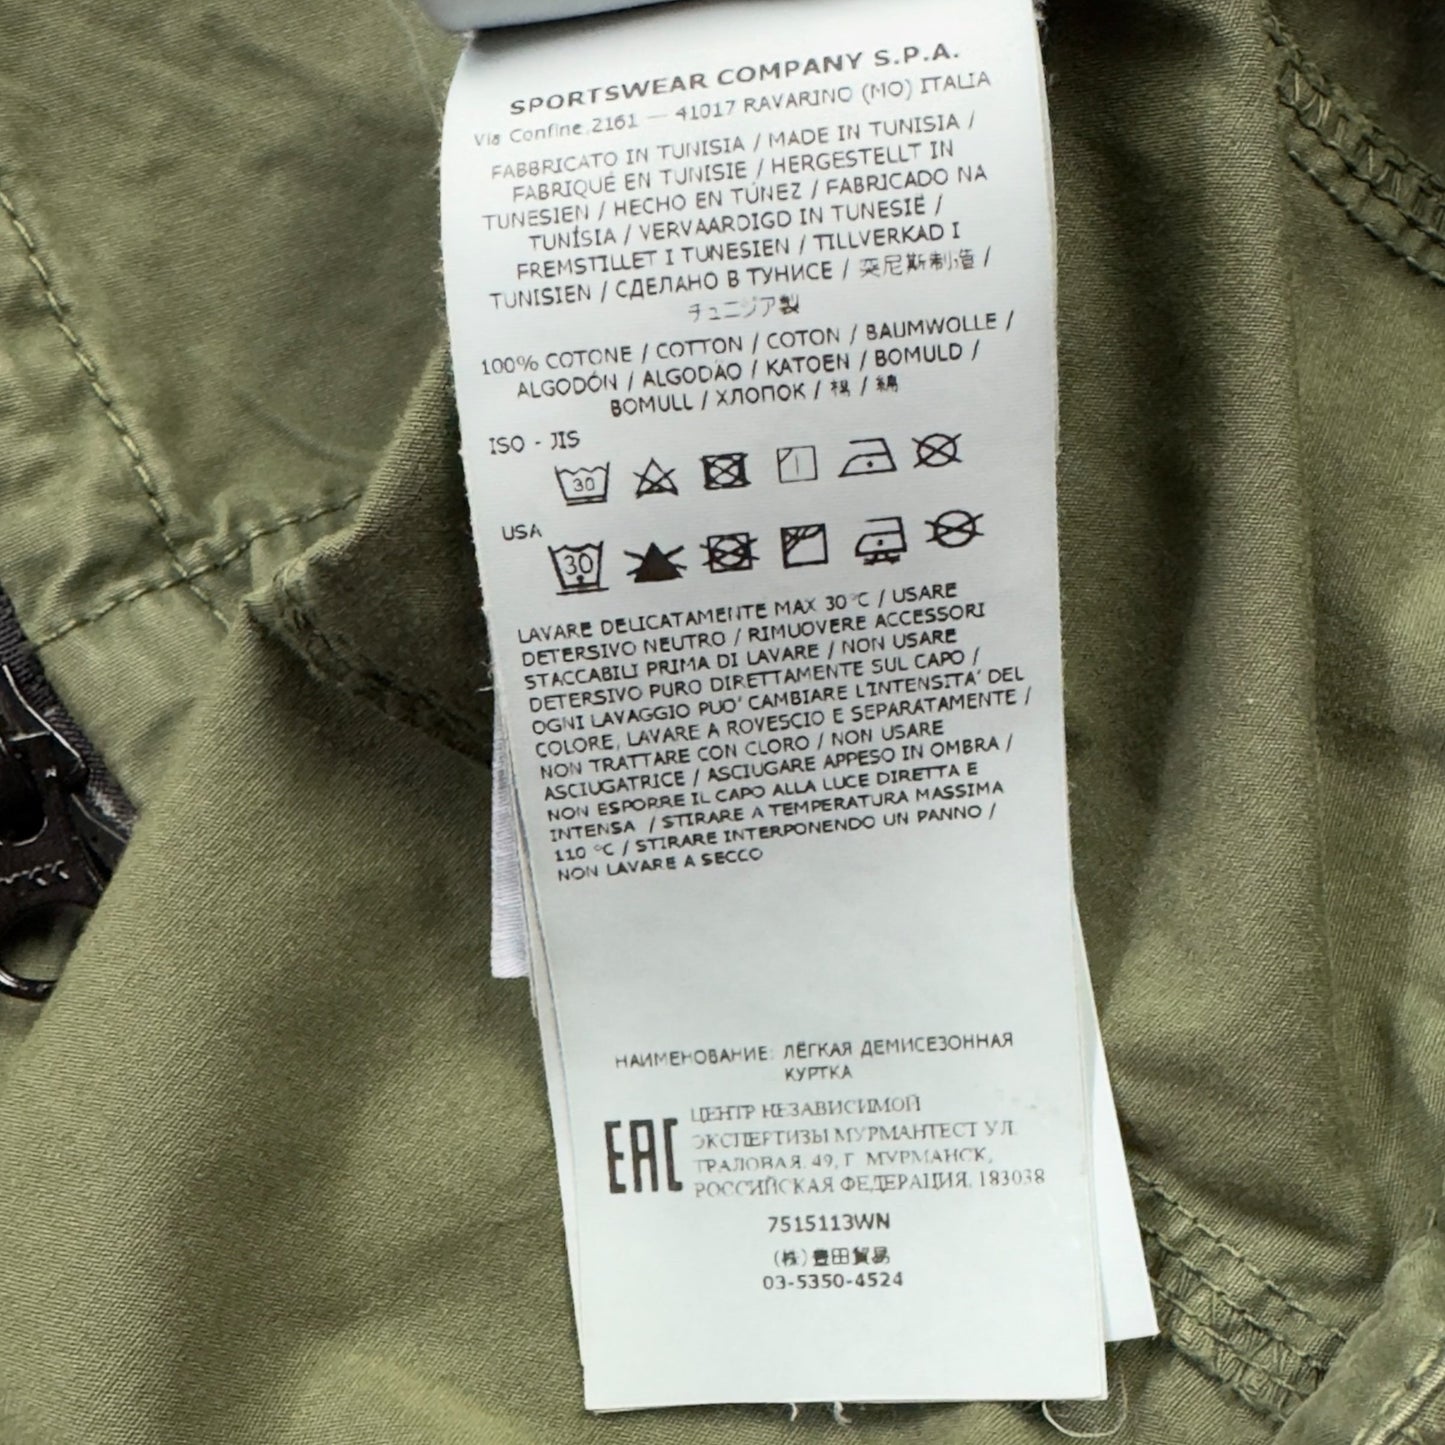 SPORTSWEAR COMPANY S.P.A.
Via Confine,2161 — 41017 RAVARINO (MO) ITALIA
FABBRICATO IN TUNISIA / MADE IN TUNISIA /
FABRIQUÉ EN TUNISIE / HERGESTELLT IN
TUNESIEN / HECHO EN TÚNEZ / FABRICADO NA
TUNÍSIA / VERVAARDIGD IN TUNESIË /
FREMSTILLET I TUNESIEN / TILLVERKAD I
TUNISIEN / СДЕЛАНО В ТУНИСЕ / 突尼斯制造 /
チュニジア製
100% COTONE / COTTON / COTON / BAUMWOLLE /
ALGODÓN / ALGODÃO / KATOEN / BOMULD /
BOMULL / ХЛОПОК / 棉 / 綿
ISO - JIS
30
USA
30
LAVARE DELICATAMENTE MAX 30°C / USARE
DETERSIVO NEUTRO / RIMUOVERE ACCESSORI
STACCABILI PRIMA DI LAVARE / NON USARE
DETERSIVO PURO DIRETTAMENTE SUL CAPO /
OGNI LAVAGGIO PUO' CAMBIARE L'INTENSITA' DEL
COLORE, LAVARE A ROVESCIO E SEPARATAMENTE /
NON TRATTARE CON CLORO / NON USARE
ASCIUGATRICE / ASCIUGARE APPESO IN OMBRA /
NON ESPORRE IL CAPO ALLA LUCE DIRETTA E
INTENSA / STIRARE A TEMPERATURA MASSIMA
110 °C / STIRARE INTERPONENDO UN PANNO /
NON LAVARE A SECCO
НАИМЕНОВАНИЕ: ЛЁГКАЯ ДЕМИСЕЗОННАЯ
КУРТКА
EAC
ЦЕНТР НЕЗАВИСИМОЙ
ЭКСПЕРТИЗЫ МУРМАНТЕСТ УЛ.
ТРАЛОВАЯ, 49, Г. МУРМАНСК,
РОССИЙСКАЯ ФЕДЕРАЦИЯ, 183038
7515113WN
(株)豊田貿易
03-5350-4524